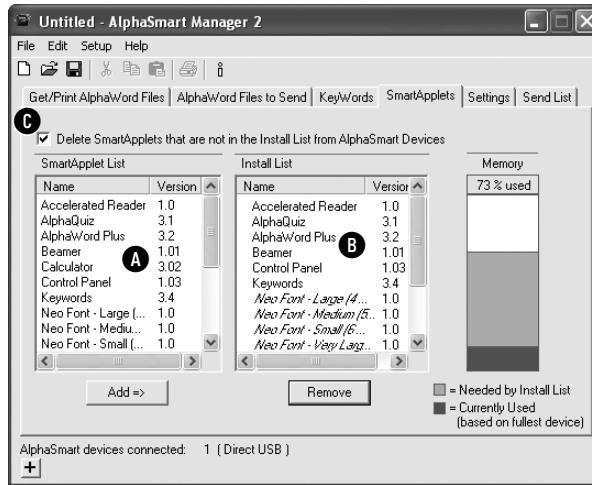 Untitled - AlphaSmart Manager 2
File Edit Setup Help
Get/Print AlphaWord Files AlphaWord Files to Send KeyWords SmartApplets Settings Send List
C
Delete SmartApplets that are not in the Install List from AlphaSmart Devices
SmartApplet List Install List Memory
Name Version Name Version 73 % used
Accelerated Reader 1.0 Accelerated Reader 1.0
AlphaQuiz 3.1 AlphaQuiz 3.1
AlphaWord Plus 3.2 AlphaWord Plus 3.2
Beamer 1.01 Beamer 1.01
A B
Calculator 3.02 Control Panel 1.03
Control Panel 1.03 Keywords 3.4
Keywords 3.4 Neo Font - Large (4... 1.0
Neo Font - Large (... 1.0 Neo Font - Medium (5... 1.0
Neo Font - Mediu... 1.0 Neo Font - Small (6... 1.0
Neo Font - Small (... 1.0 Neo Font - Very Larg... 1.0
Add => Remove
= Needed by Install List
= Currently Used
(based on fullest device)
AlphaSmart devices connected: 1 ( Direct USB )
+